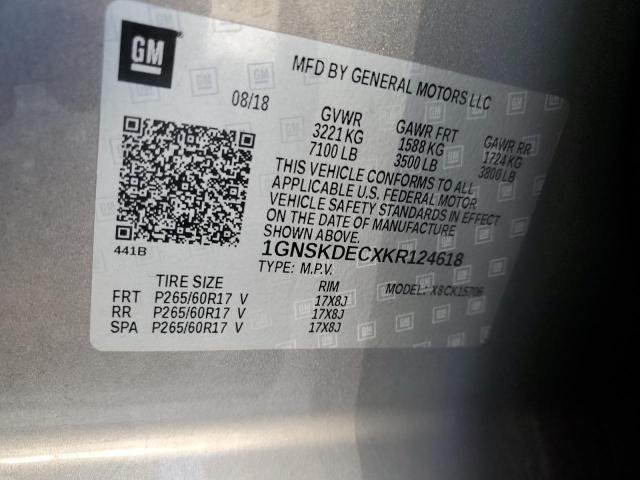 GM
MFD BY GENERAL MOTORS LLC
08/18
GVWR
3221 KG
7100 LB
GAWR FRT
1588 KG
3500 LB
GAWR RR
1724 KG
3800 LB
THIS VEHICLE CONFORMS TO ALL
APPLICABLE U.S. FEDERAL MOTOR
VEHICLE SAFETY STANDARDS IN EFFECT
ON THE DATE OF MANUFACTURE
SHOWN ABOVE.
441B
1GNSKDECXKR124618
TYPE: M.P.V.
MODEL: X8CK15706
TIRE SIZE RIM
FRT P265/60R17 V 17X8J
RR P265/60R17 V 17X8J
SPA P265/60R17 V 17X8J